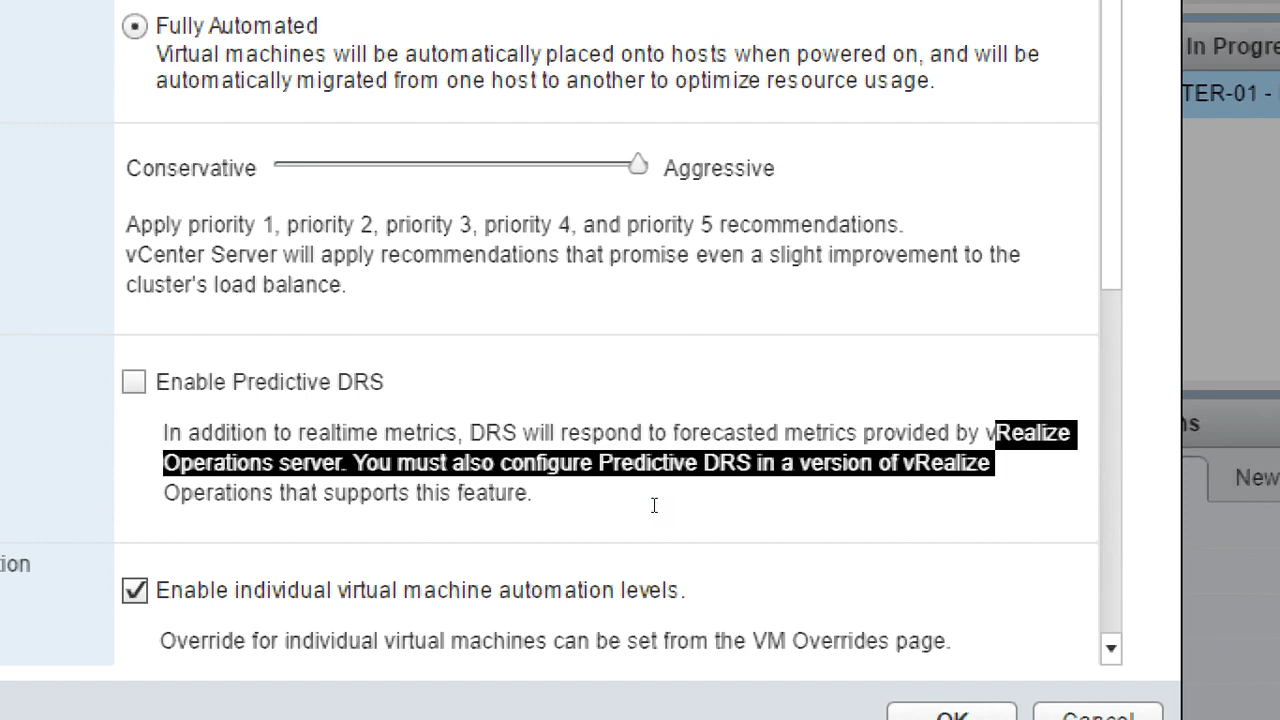 Fully Automated
Virtual machines will be automatically placed onto hosts when powered on, and will be
automatically migrated from one host to another to optimize resource usage.
In Progre
TER-01 -
Conservative
Aggressive
Apply priority 1, priority 2, priority 3, priority 4, and priority 5 recommendations.
vCenter Server will apply recommendations that promise even a slight improvement to the
cluster's load balance.
Enable Predictive DRS
In addition to realtime metrics, DRS will respond to forecasted metrics provided by vRealize
Operations server. You must also configure Predictive DRS in a version of vRealize
Operations that supports this feature.
ns
New
tion
Enable individual virtual machine automation levels.
Override for individual virtual machines can be set from the VM Overrides page.
OK
Cancel